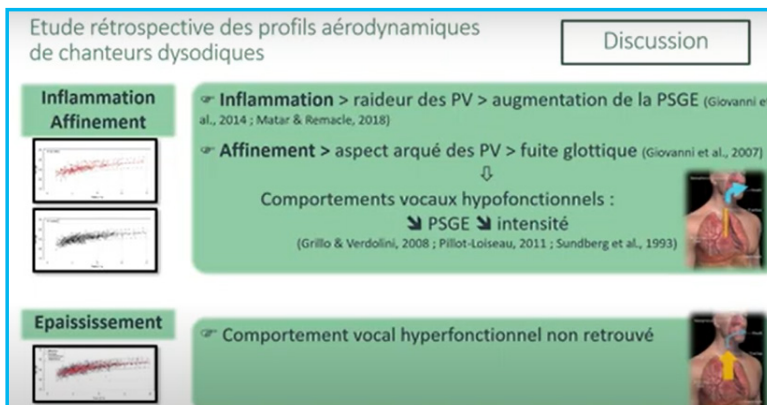 Etude rétrospective des profils aérodynamiques
de chanteurs dysodiques
Discussion
Inflammation
Affinement
☞ Inflammation > raideur des PV > augmentation de la PSGE (Giovanni et
al., 2014 ; Matar & Remacle, 2018)
☞ Affinement > aspect arqué des PV > fuite glottique (Giovanni et al., 2007)
⇩
Comportements vocaux hypofonctionnels :
↘ PSGE ↘ intensité
(Grillo & Verdolini, 2008 ; Pillot-Loiseau, 2011 ; Sundberg et al., 1993)
Epaississement
☞ Comportement vocal hyperfonctionnel non retrouvé